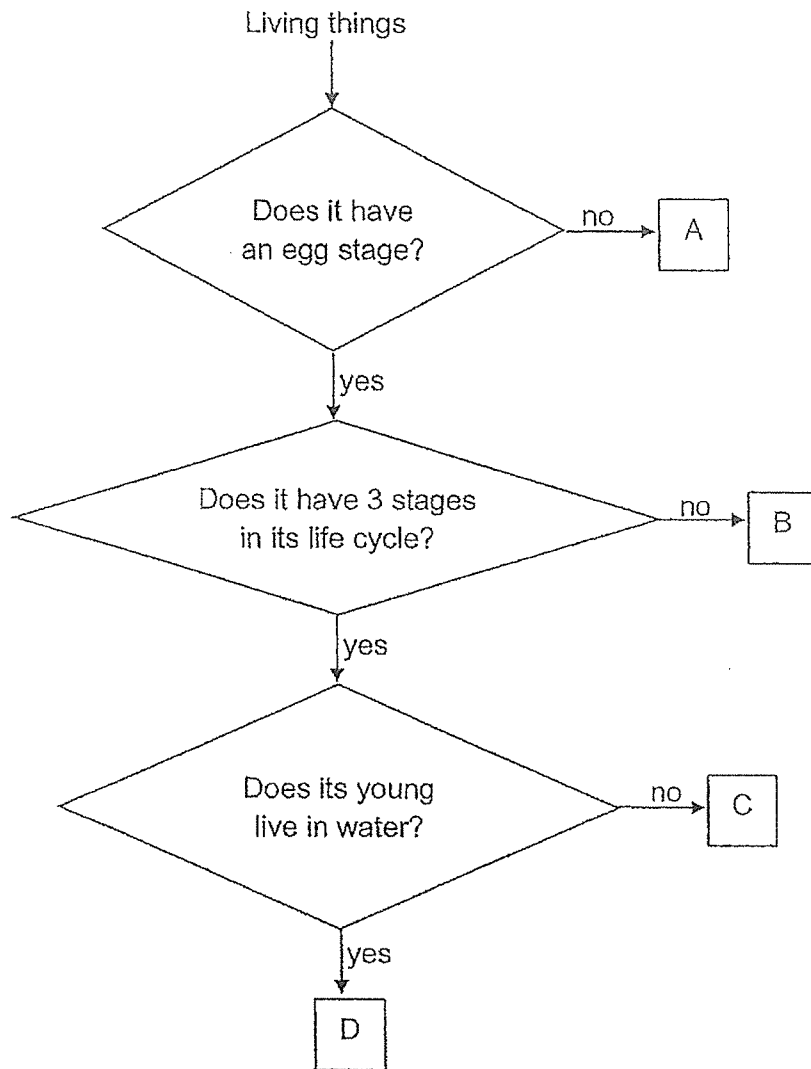 Living things
Does it have
an egg stage?
no
A
yes
Does it have 3 stages
in its life cycle?
no
B
yes
Does its young
live in water?
no
C
yes
D